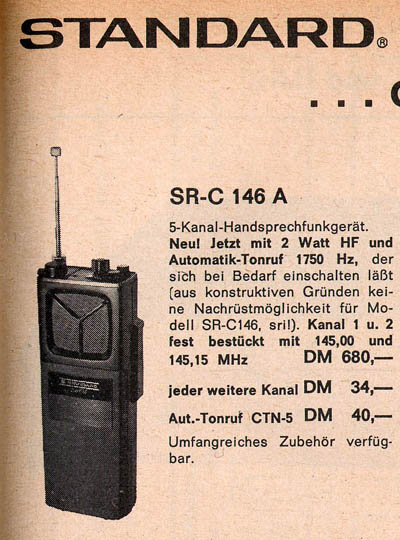 STANDARD®
...
SR-C 146 A
5-Kanal-Handsprechfunkgerät.
Neu! Jetzt mit 2 Watt HF und
Automatik-Tonruf 1750 Hz, der
sich bei Bedarf einschalten läßt
(aus konstruktiven Gründen kei-
ne Nachrüstmöglichkeit für Mo-
dell SR-C146, sri!). Kanal 1 u. 2
fest bestückt mit 145,00 und
145,15 MHz DM 680,—
jeder weitere Kanal DM 34,—
Aut.-Tonruf CTN-5 DM 40,—
Umfangreiches Zubehör verfüg-
bar.